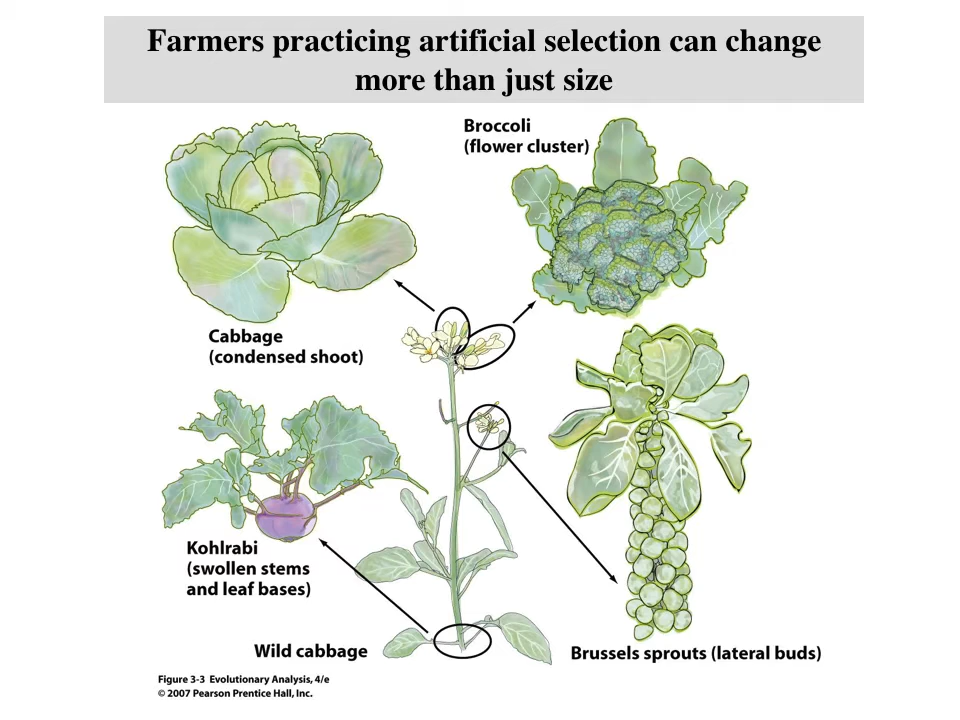 Farmers practicing artificial selection can change
more than just size
Broccoli
(flower cluster)
Cabbage
(condensed shoot)
Kohlrabi
(swollen stems
and leaf bases)
Wild cabbage
Brussels sprouts (lateral buds)
Figure 3-3 Evolutionary Analysis, 4/e
© 2007 Pearson Prentice Hall, Inc.